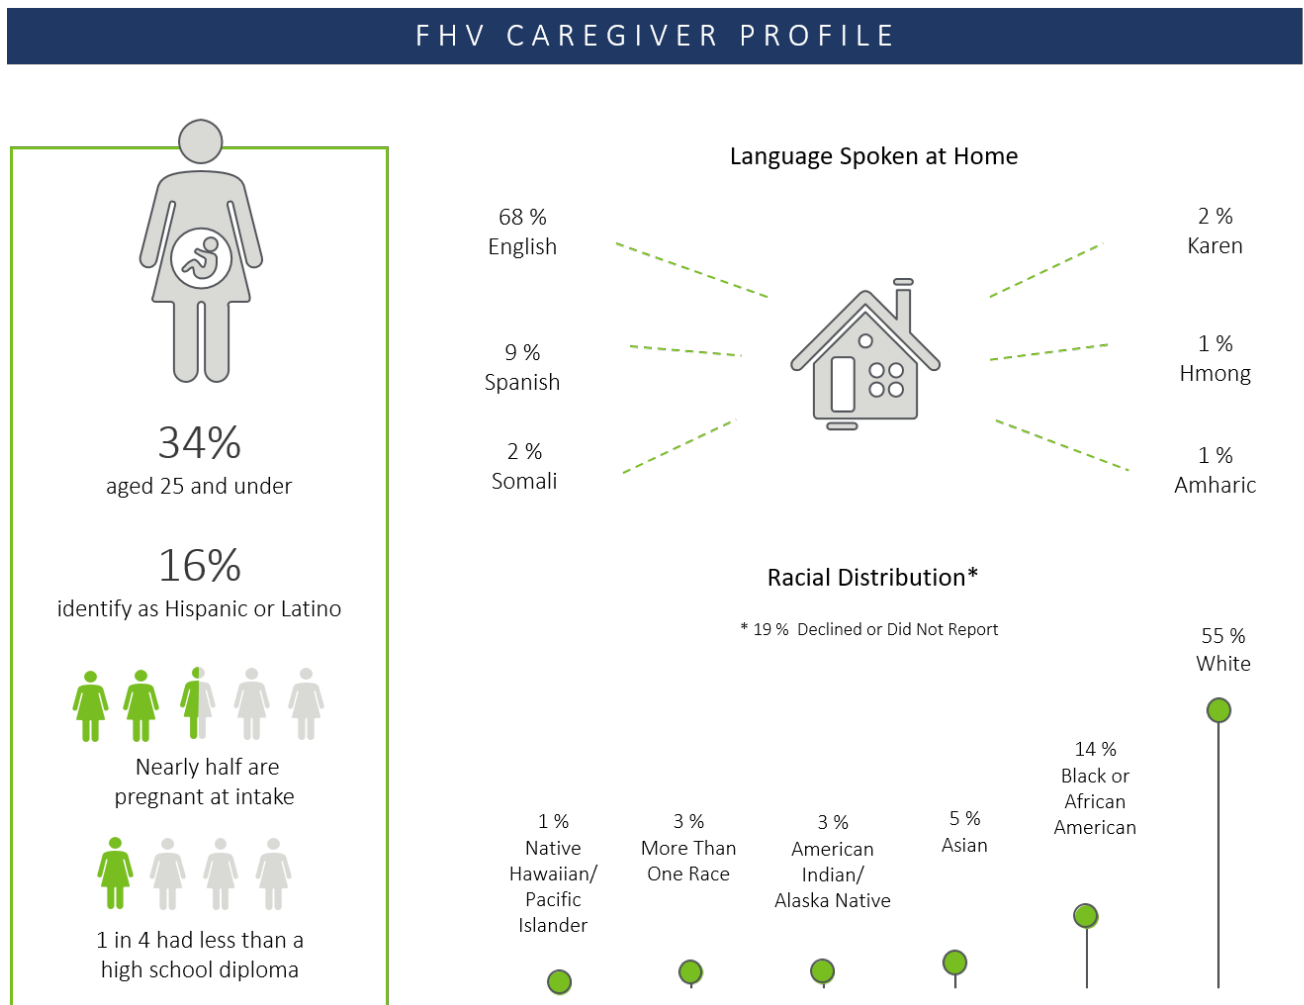 FHV CAREGIVER PROFILE
34%
aged 25 and under
16%
identify as Hispanic or Latino
Nearly half are
pregnant at intake
1 in 4 had less than a
high school diploma
Language Spoken at Home
68 %
English
9 %
Spanish
2 %
Somali
2 %
Karen
1 %
Hmong
1 %
Amharic
Racial Distribution*
* 19 % Declined or Did Not Report
1 %
Native
Hawaiian/
Pacific
Islander
3 %
More Than
One Race
3 %
American
Indian/
Alaska Native
5 %
Asian
14 %
Black or
African
American
55 %
White